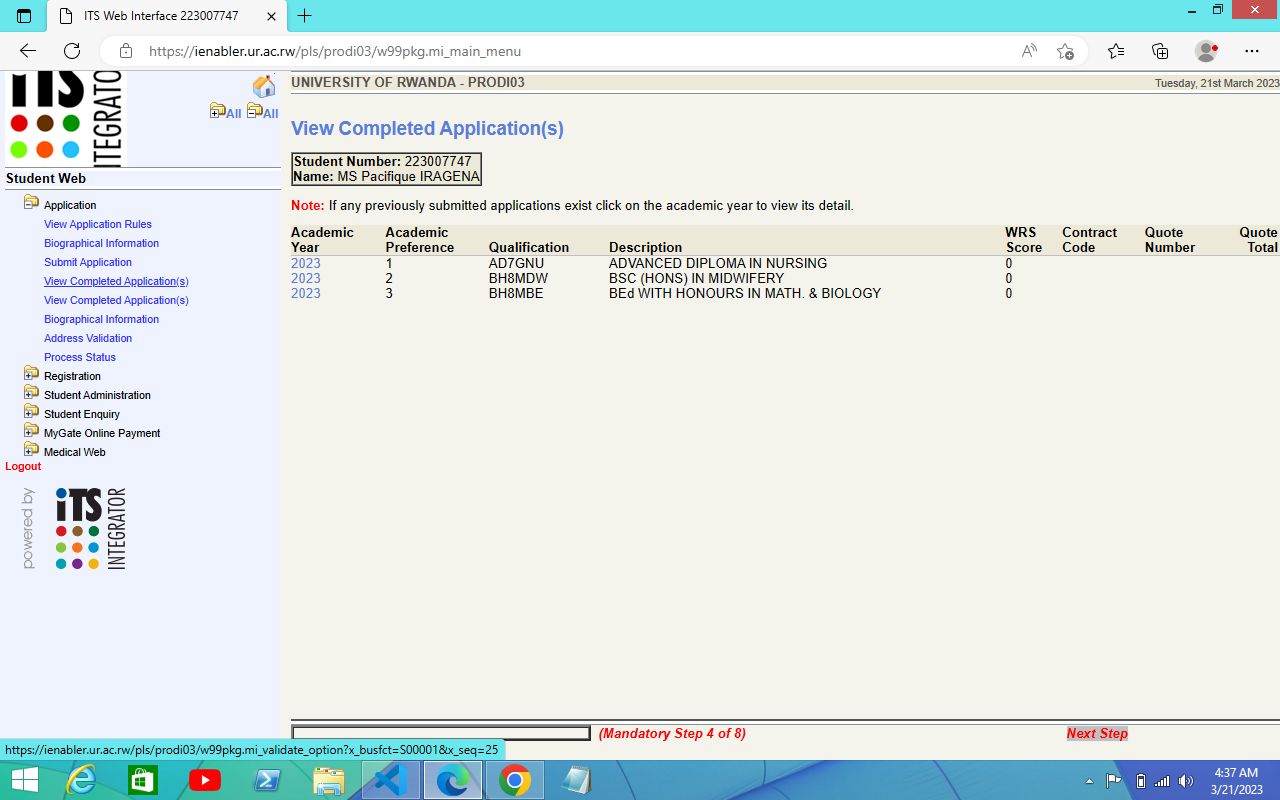 ITS Web Interface 223007747
https://ienabler.ur.ac.rw/pls/prodi03/w99pkg.mi_main_menu
iTS INTEGRATOR
All All
Student Web
Application
View Application Rules
Biographical Information
Submit Application
View Completed Application(s)
View Completed Application(s)
Biographical Information
Address Validation
Process Status
Registration
Student Administration
Student Enquiry
MyGate Online Payment
Medical Web
Logout
powered by iTS INTEGRATOR
UNIVERSITY OF RWANDA - PRODI03 Tuesday, 21st March 2023
View Completed Application(s)
Student Number: 223007747
Name: MS Pacifique IRAGENA
Note: If any previously submitted applications exist click on the academic year to view its detail.
Academic Year Academic Preference Qualification Description WRS Score Contract Code Quote Number Quote Total
2023 1 AD7GNU ADVANCED DIPLOMA IN NURSING 0
2023 2 BH8MDW BSC (HONS) IN MIDWIFERY 0
2023 3 BH8MBE BEd WITH HONOURS IN MATH. & BIOLOGY 0
(Mandatory Step 4 of 8) Next Step
https://ienabler.ur.ac.rw/pls/prodi03/w99pkg.mi_validate_option?x_busfct=S00001&x_seq=25
4:37 AM
3/21/2023